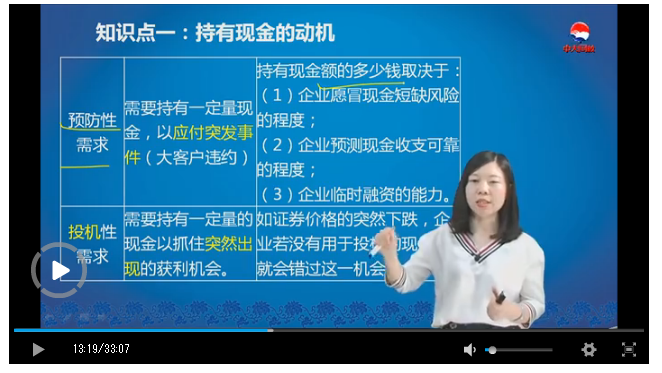 知识点一：持有现金的动机
预防性
需求
需要持有一定量现
金，以应付突发事
件（大客户违约）
持有现金额的多少钱取决于：
（1）企业愿冒现金短缺风险
的程度；
（2）企业预测现金收支可靠
的程度；
（3）企业临时融资的能力。
投机性
需求
需要持有一定量的
现金以抓住突然出
现的获利机会。
如证券价格的突然下跌，企
业若没有用于投
就会错过这一机会
13:19/33:07